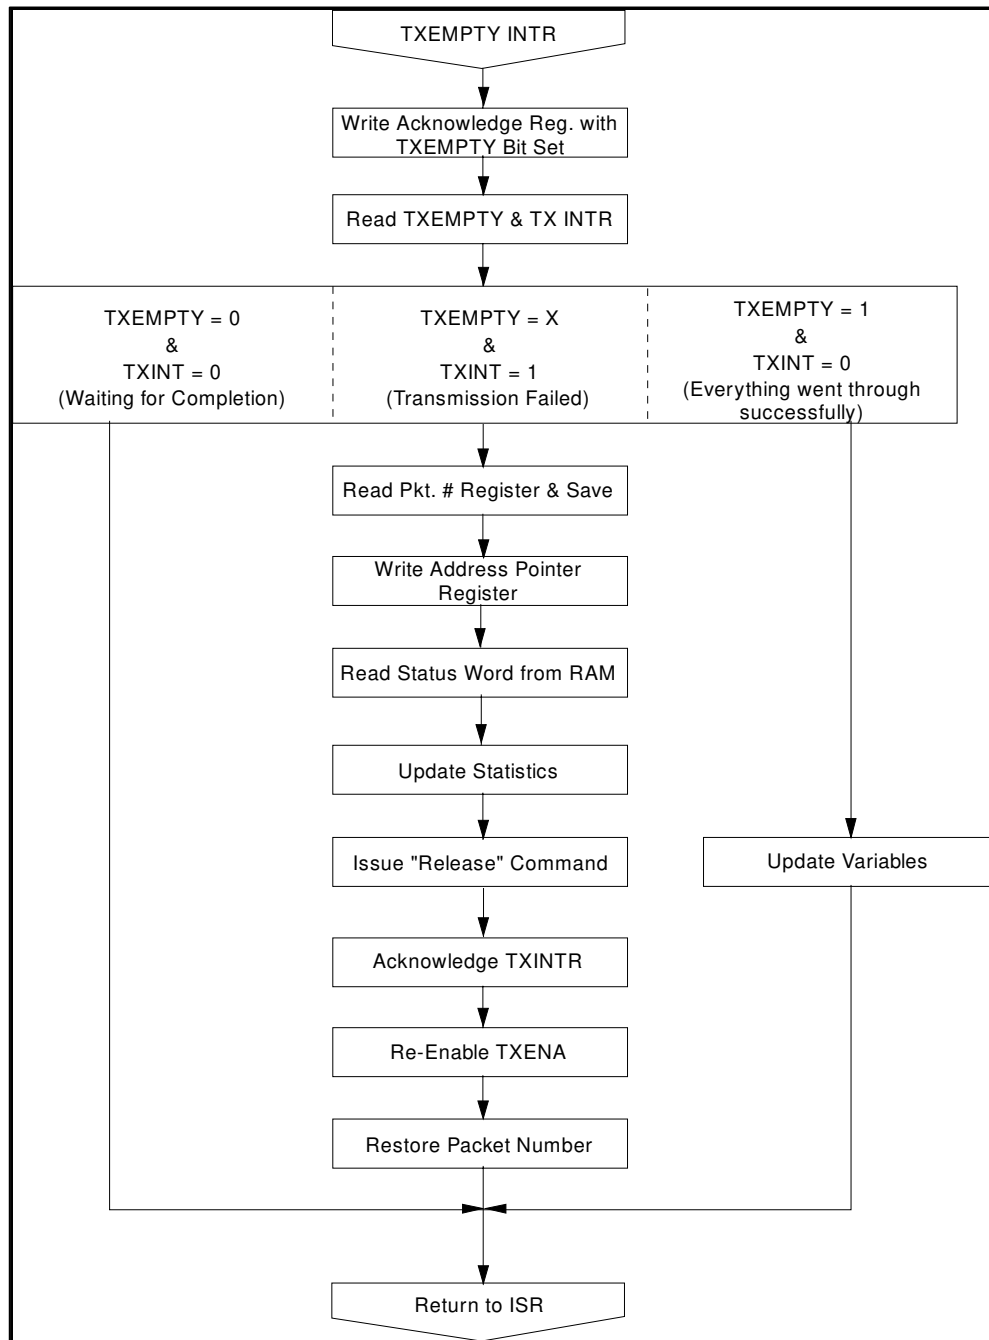 TXEMPTY INTR
Write Acknowledge Reg. with
TXEMPTY Bit Set
Read TXEMPTY & TX INTR
TXEMPTY = 0
&
TXINT = 0
(Waiting for Completion)
TXEMPTY = X
&
TXINT = 1
(Transmission Failed)
TXEMPTY = 1
&
TXINT = 0
(Everything went through
successfully)
Read Pkt. # Register & Save
Write Address Pointer
Register
Read Status Word from RAM
Update Statistics
Issue "Release" Command
Update Variables
Acknowledge TXINTR
Re-Enable TXENA
Restore Packet Number
Return to ISR